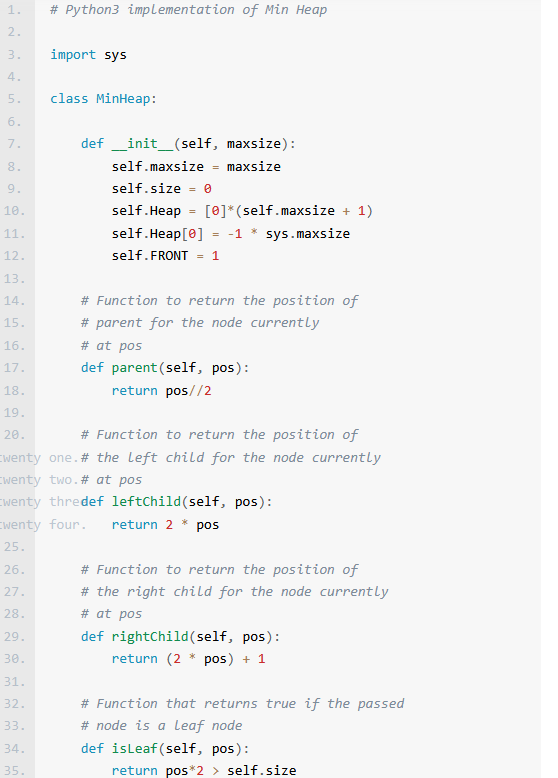 1. # Python3 implementation of Min Heap
2.
3. import sys
4.
5. class MinHeap:
6.
7. def __init__(self, maxsize):
8. self.maxsize = maxsize
9. self.size = 0
10. self.Heap = [0]*(self.maxsize + 1)
11. self.Heap[0] = -1 * sys.maxsize
12. self.FRONT = 1
13.
14. # Function to return the position of
15. # parent for the node currently
16. # at pos
17. def parent(self, pos):
18. return pos//2
19.
20. # Function to return the position of
twenty one. # the left child for the node currently
twenty two. # at pos
twenty three def leftChild(self, pos):
twenty four. return 2 * pos
25.
26. # Function to return the position of
27. # the right child for the node currently
28. # at pos
29. def rightChild(self, pos):
30. return (2 * pos) + 1
31.
32. # Function that returns true if the passed
33. # node is a leaf node
34. def isLeaf(self, pos):
35. return pos*2 > self.size